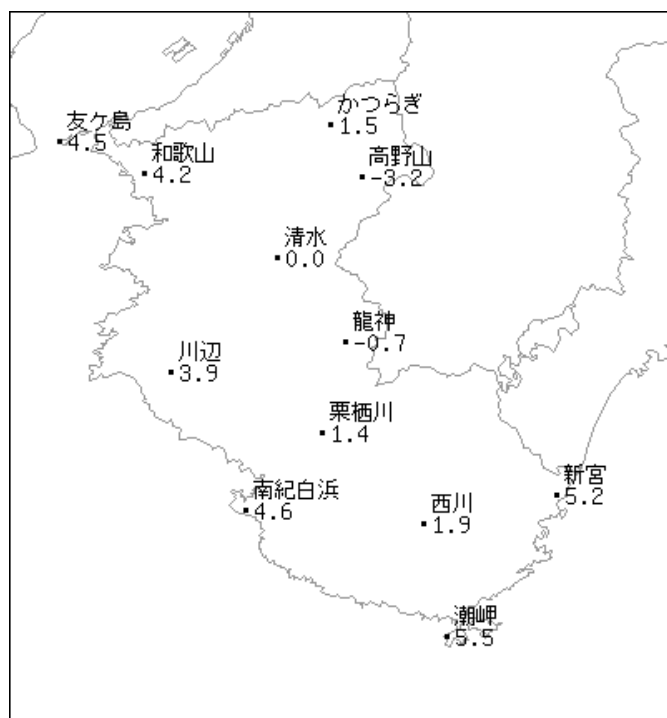 かつらぎ
1.5
友ケ島
4.5
和歌山
4.2
高野山
-3.2
清水
0.0
龍神
-0.7
川辺
3.9
栗栖川
1.4
新宮
5.2
南紀白浜
4.6
西川
1.9
潮岬
5.5